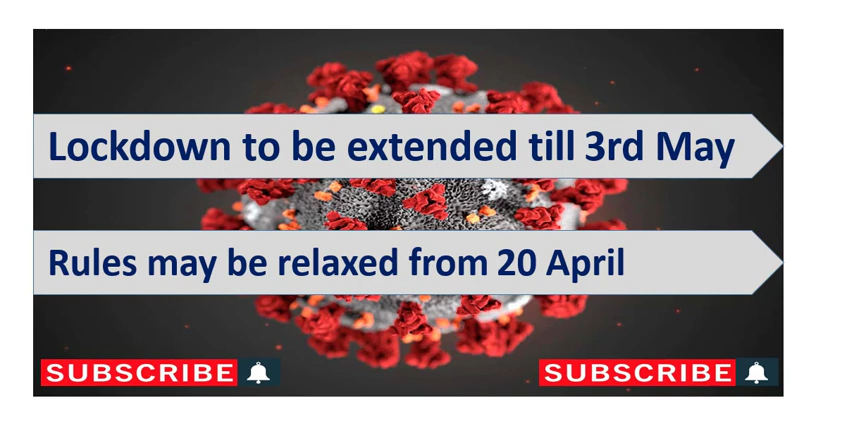 Lockdown to be extended till 3rd May
Rules may be relaxed from 20 April
SUBSCRIBE
SUBSCRIBE